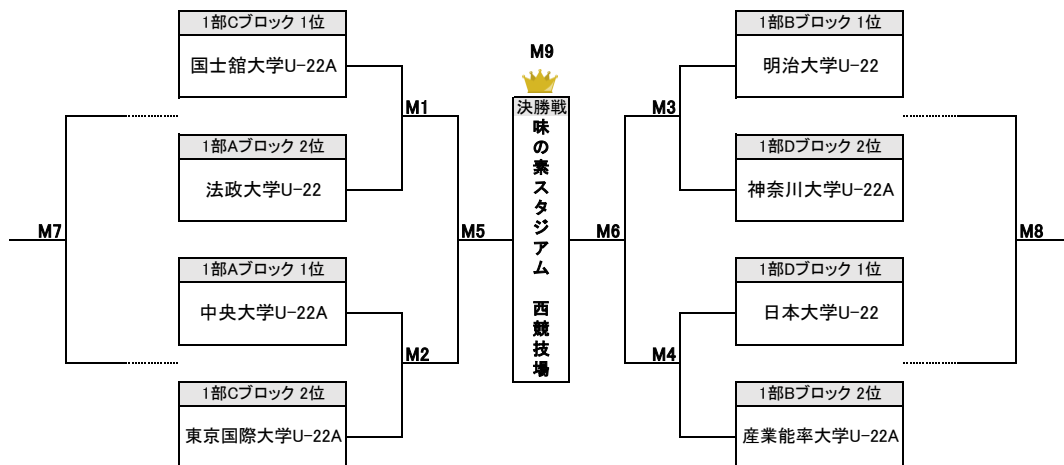 1部Cブロック 1位
国士舘大学U-22A
M1
1部Aブロック 2位
法政大学U-22
M7
M5
1部Aブロック 1位
中央大学U-22A
M2
1部Cブロック 2位
東京国際大学U-22A
M9
決勝戦
味の素スタジアム 西競技場
1部Bブロック 1位
明治大学U-22
M3
1部Dブロック 2位
神奈川大学U-22A
M6
M8
1部Dブロック 1位
日本大学U-22
M4
1部Bブロック 2位
産業能率大学U-22A